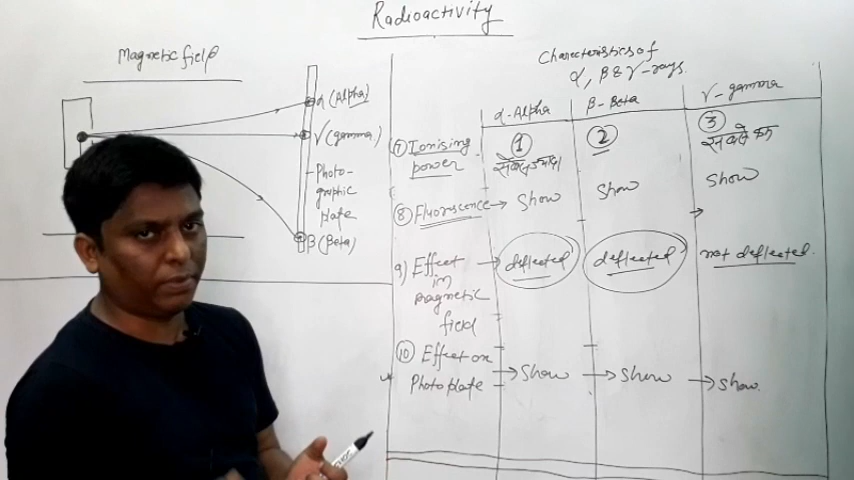 Radioactivity
Magnetic field
α (Alpha)
γ (gamma)
Photo-
graphic
plate
β (Beta)
Charecteristics of
α, β & γ-rays.
α-Alpha
β-Beta
γ-gamma
7 Ionising
power
1
2
3
सबसे कम
8 Fluorescence → Show
Show
Show
9) Effect
in
magnetic
field
deflected
deflected
not deflected.
10 Effect on
Photo plate
→ Show
→ Show
→ Show.